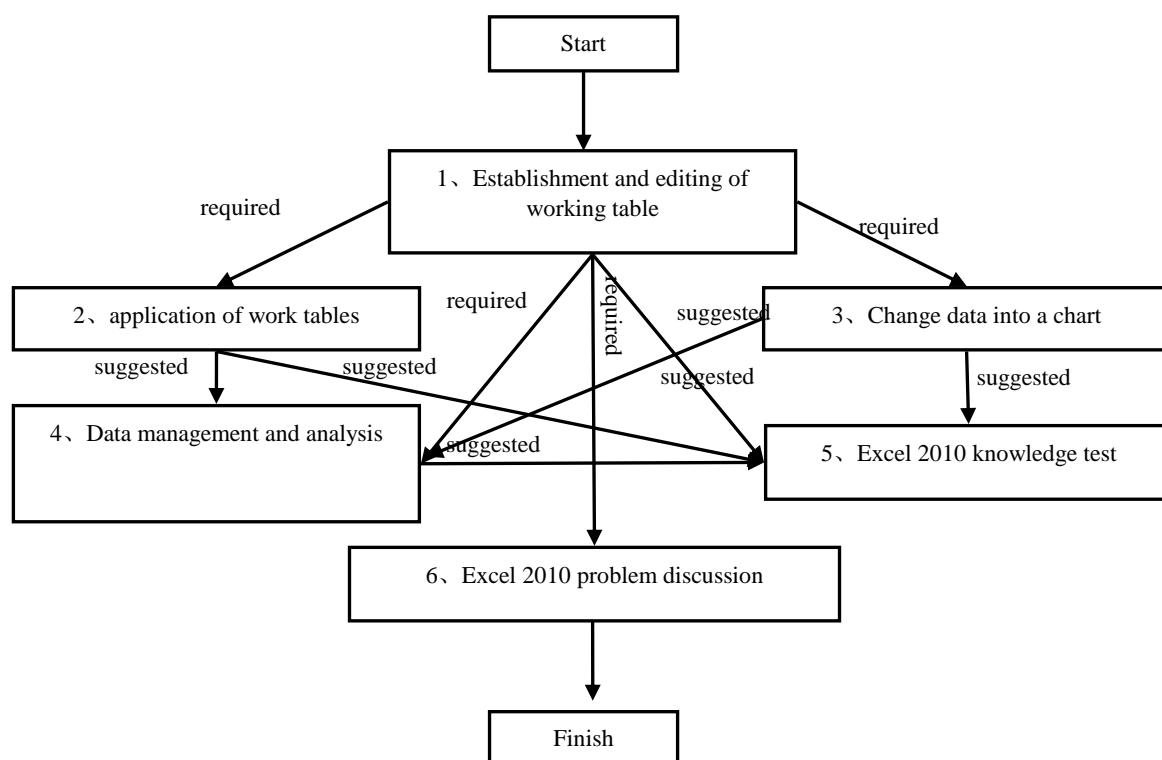 Start
1、Establishment and editing of
working table
required
required
required
required
suggested
2、application of work tables
3、Change data into a chart
suggested
suggested
suggested
suggested
4、Data management and analysis
suggested
5、Excel 2010 knowledge test
6、Excel 2010 problem discussion
Finish